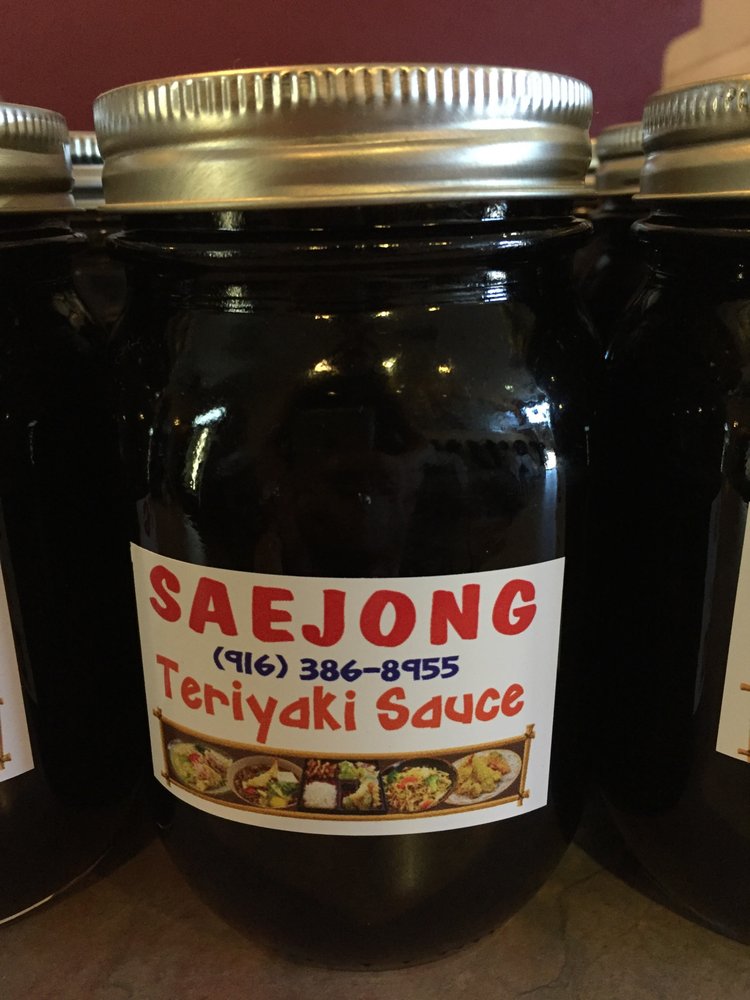 SAEJONG
(916) 386-8955
Teriyaki Sauce